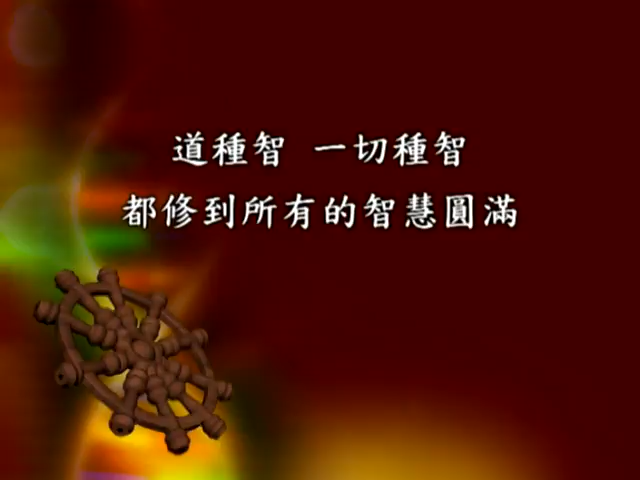 道種智 一切種智
都修到所有的智慧圓滿